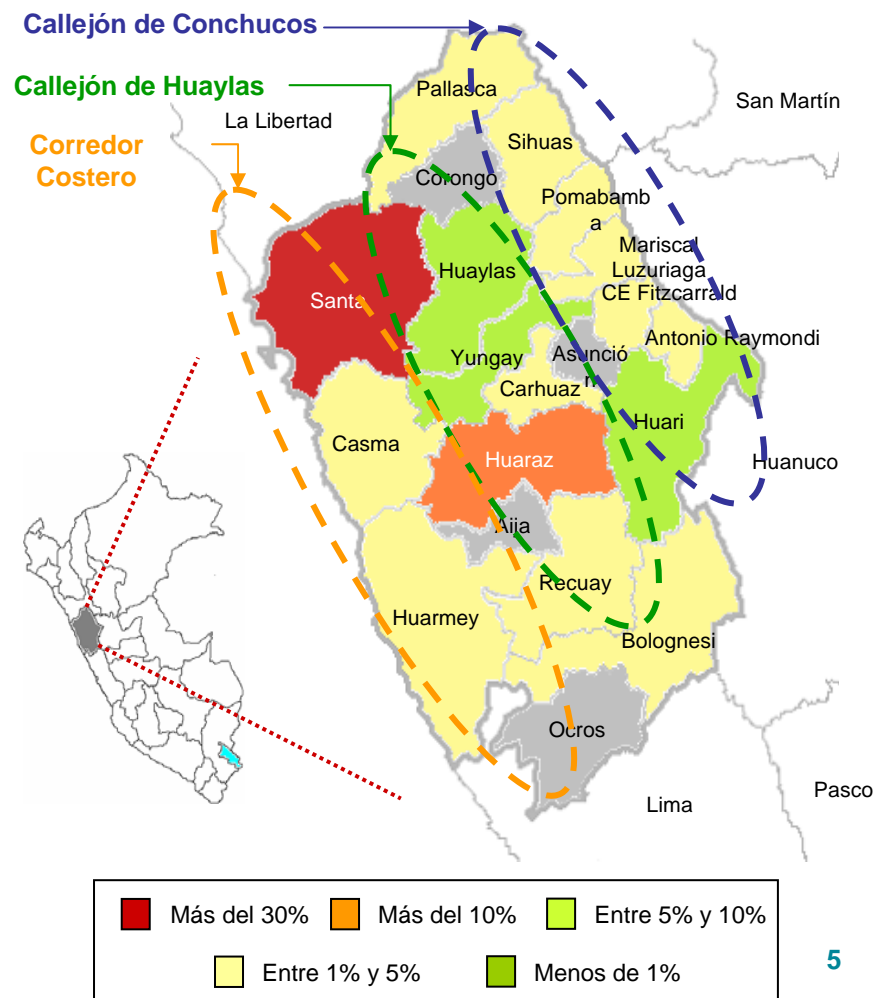 Callejón de Conchucos
Callejón de Huaylas
Corredor
Costero
La Libertad
San Martín
Pallasca
Sihuas
Corongo
Pomabamb
a
Mariscal
Luzuriaga
Huaylas
CE Fitzcarrald
Santa
Antonio Raymondi
Yungay
Asunció
n
Carhuaz
Huari
Casma
Huaraz
Huanuco
Aija
Recuay
Huarmey
Bolognesi
Ocros
Lima
Pasco
Más del 30%
Más del 10%
Entre 5% y 10%
Entre 1% y 5%
Menos de 1%
5